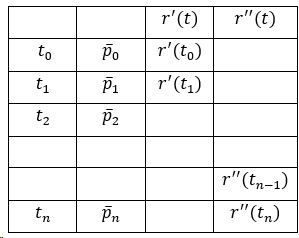 r′(t) r″(t)
t₀ p̄₀ r′(t₀)
t₁ p̄₁ r′(t₁)
t₂ p̄₂
r″(tₙ₋₁)
tₙ p̄ₙ r″(tₙ)